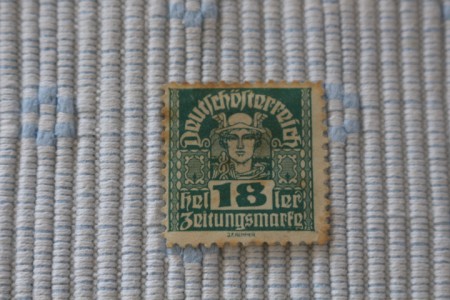 Deutschösterreich
hel 18 ler
Zeitungsmarke